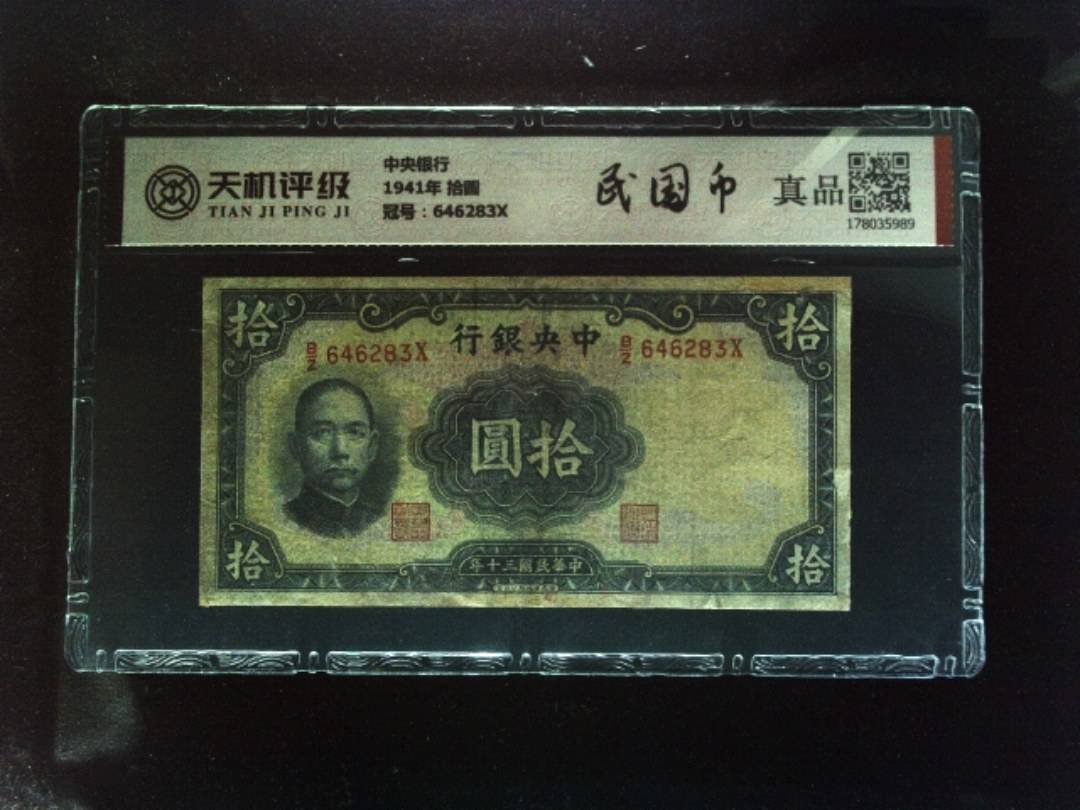 天机评级
TIAN JI PING JI
中央银行
1941年 拾圆
冠号：646283X
民国币
真品
178035989
拾
拾
行銀央中
B/Z 646283X
B/Z 646283X
圓拾
拾
拾
年十三國民華中